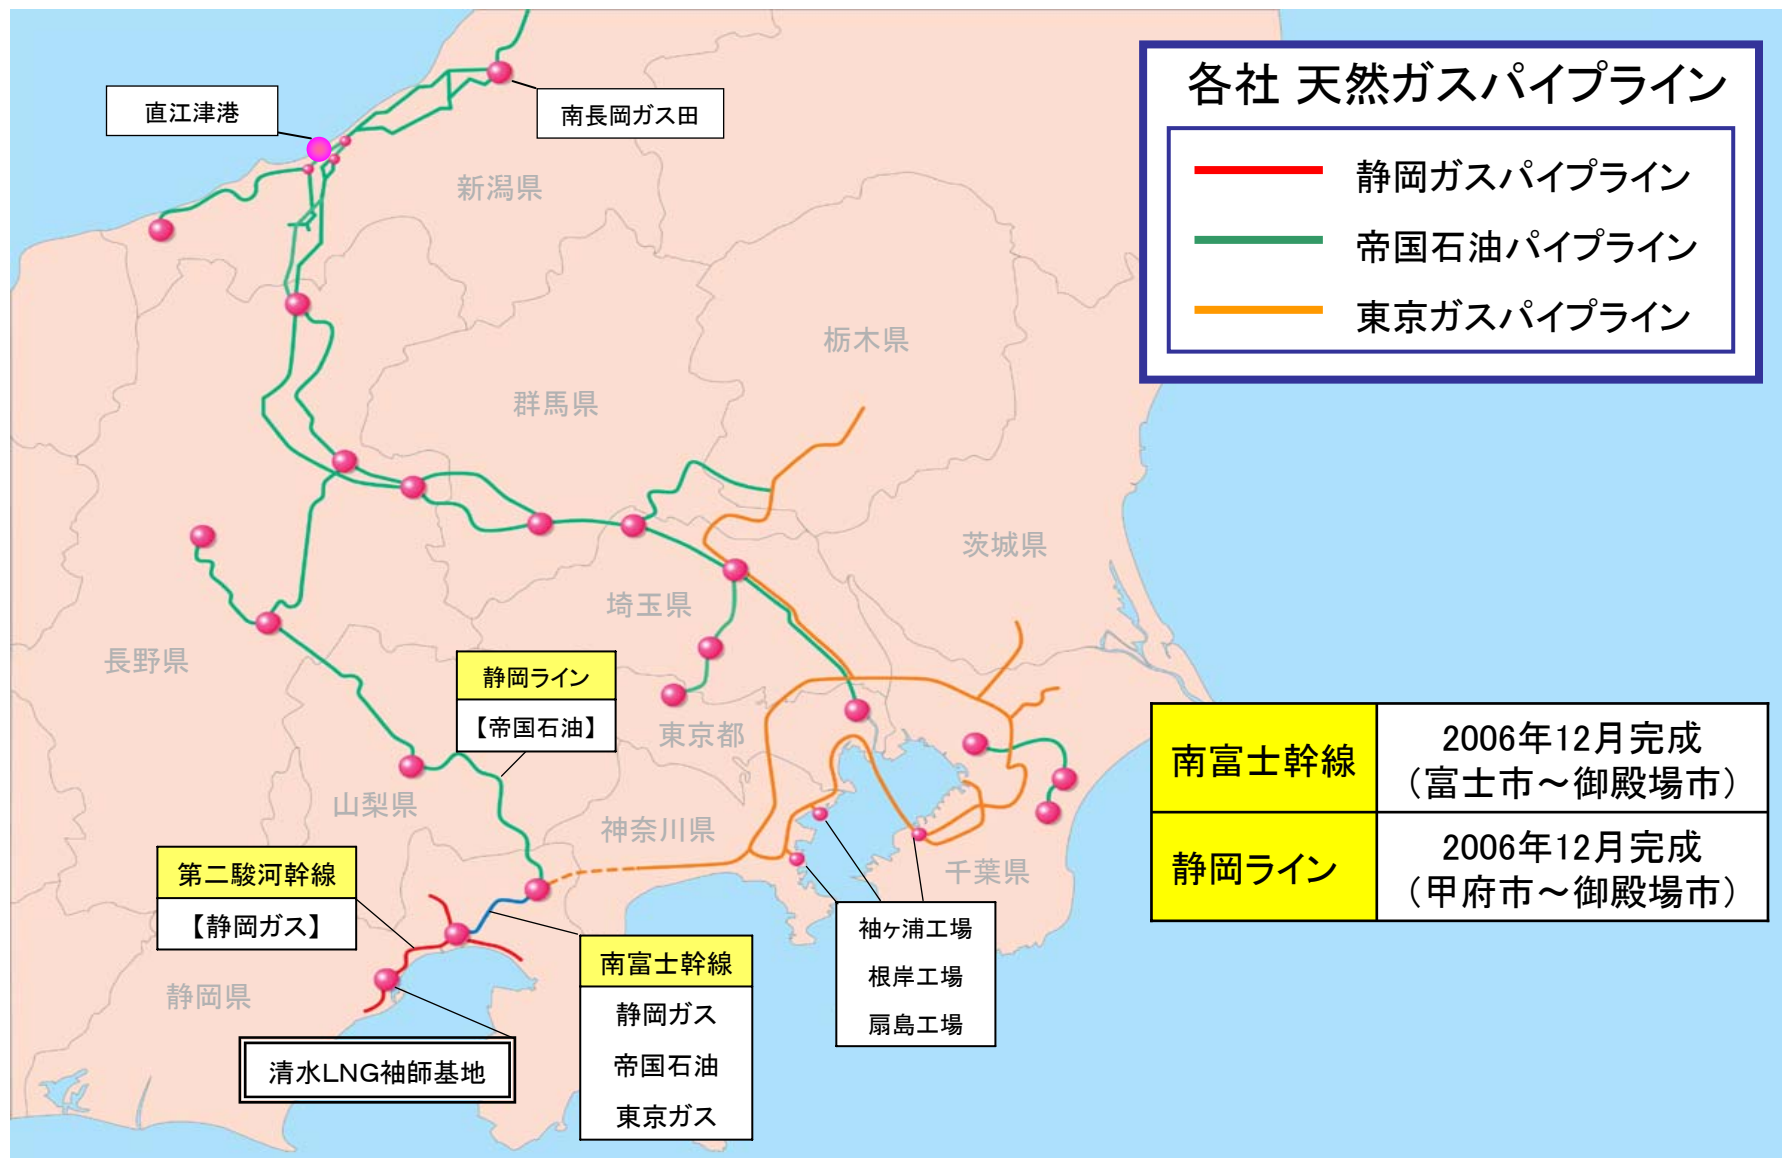 各社 天然ガスパイプライン
静岡ガスパイプライン
帝国石油パイプライン
東京ガスパイプライン
直江津港
南長岡ガス田
新潟県
栃木県
群馬県
茨城県
埼玉県
長野県
静岡ライン
【帝国石油】
東京都
山梨県
神奈川県
千葉県
第二駿河幹線
【静岡ガス】
静岡県
清水LNG袖師基地
南富士幹線
静岡ガス
帝国石油
東京ガス
袖ヶ浦工場
根岸工場
扇島工場
南富士幹線
2006年12月完成
（富士市～御殿場市）
静岡ライン
2006年12月完成
（甲府市～御殿場市）